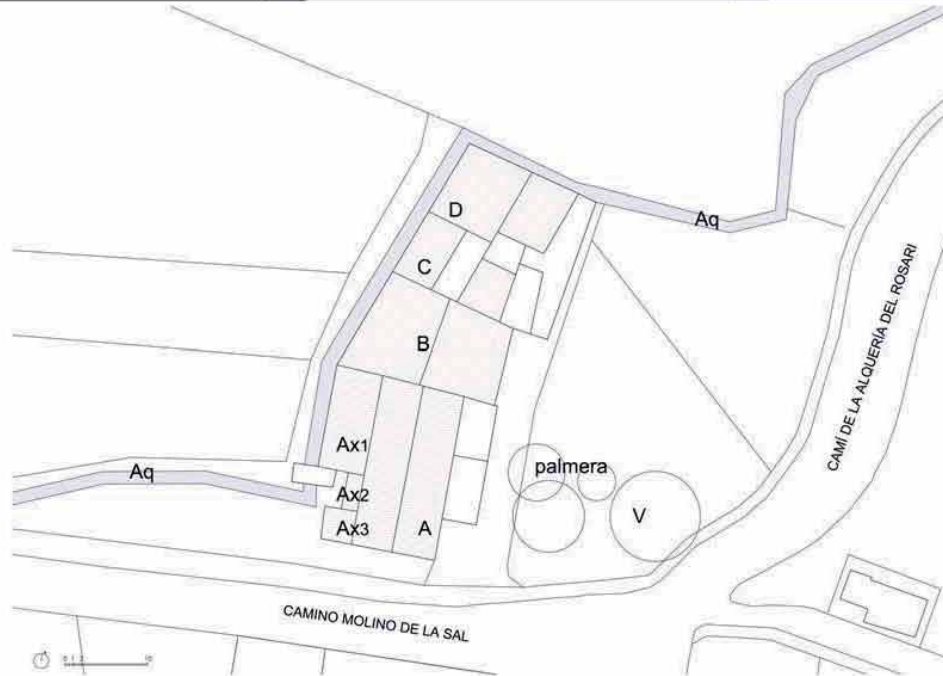 D
Aq
C
CAMÍ DE LA ALQUERÍA DEL ROSARI
B
Ax1
palmera
Aq
Ax2
V
Ax3
A
CAMINO MOLINO DE LA SAL